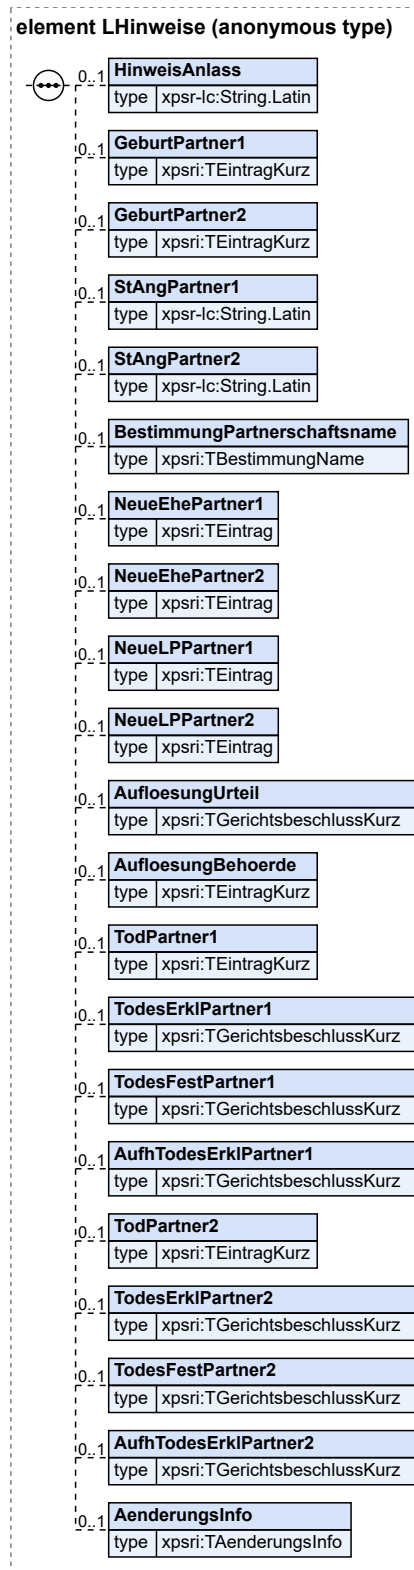 element LHinweise (anonymous type)
0..1 HinweisAnlass
type xpsr-lc:String.Latin
0..1 GeburtPartner1
type xpsri:TEintragKurz
0..1 GeburtPartner2
type xpsri:TEintragKurz
0..1 StAngPartner1
type xpsr-lc:String.Latin
0..1 StAngPartner2
type xpsr-lc:String.Latin
0..1 BestimmungPartnerschaftsname
type xpsri:TBestimmungName
0..1 NeueEhePartner1
type xpsri:TEintrag
0..1 NeueEhePartner2
type xpsri:TEintrag
0..1 NeueLPPartner1
type xpsri:TEintrag
0..1 NeueLPPartner2
type xpsri:TEintrag
0..1 AufloesungUrteil
type xpsri:TGerichtsbeschlussKurz
0..1 AufloesungBehoerde
type xpsri:TEintragKurz
0..1 TodPartner1
type xpsri:TEintragKurz
0..1 TodesErklPartner1
type xpsri:TGerichtsbeschlussKurz
0..1 TodesFestPartner1
type xpsri:TGerichtsbeschlussKurz
0..1 AufhTodesErklPartner1
type xpsri:TGerichtsbeschlussKurz
0..1 TodPartner2
type xpsri:TEintragKurz
0..1 TodesErklPartner2
type xpsri:TGerichtsbeschlussKurz
0..1 TodesFestPartner2
type xpsri:TGerichtsbeschlussKurz
0..1 AufhTodesErklPartner2
type xpsri:TGerichtsbeschlussKurz
0..1 AenderungsInfo
type xpsri:TAenderungsInfo